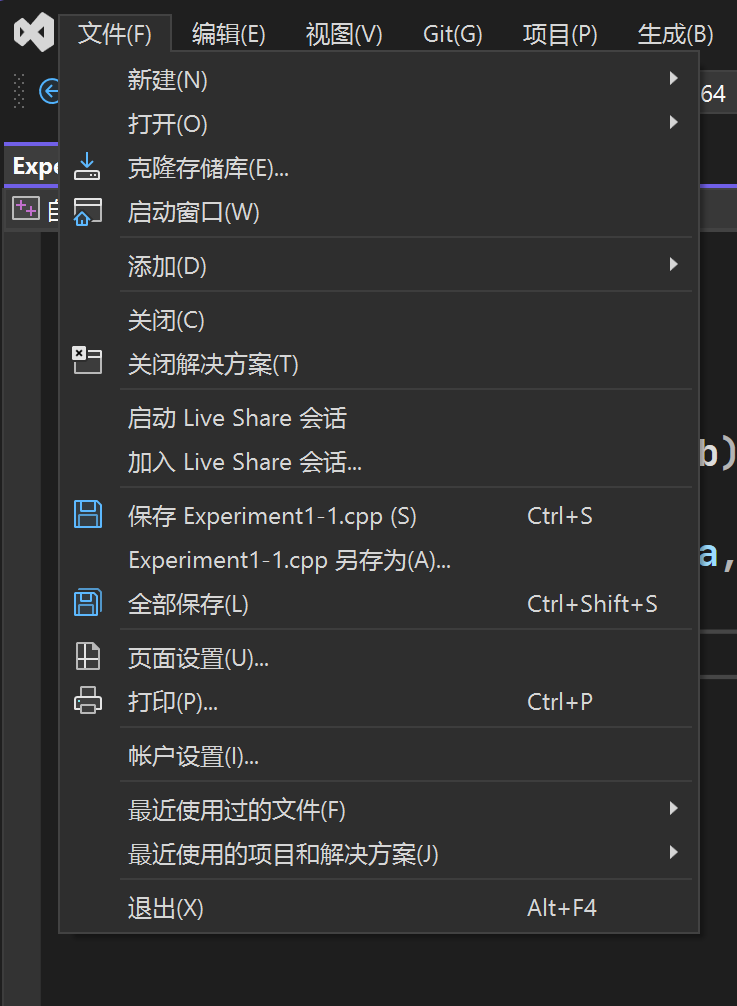 文件(F) 编辑(E) 视图(V) Git(G) 项目(P) 生成(B)
新建(N)
64
打开(O)
克隆存储库(E)...
Expe
启动窗口(W)
添加(D)
关闭(C)
关闭解决方案(T)
启动 Live Share 会话
b)
加入 Live Share 会话...
保存 Experiment1-1.cpp (S) Ctrl+S
Experiment1-1.cpp 另存为(A)...
a,
全部保存(L) Ctrl+Shift+S
页面设置(U)...
打印(P)... Ctrl+P
帐户设置(I)...
最近使用过的文件(F)
最近使用的项目和解决方案(J)
退出(X) Alt+F4